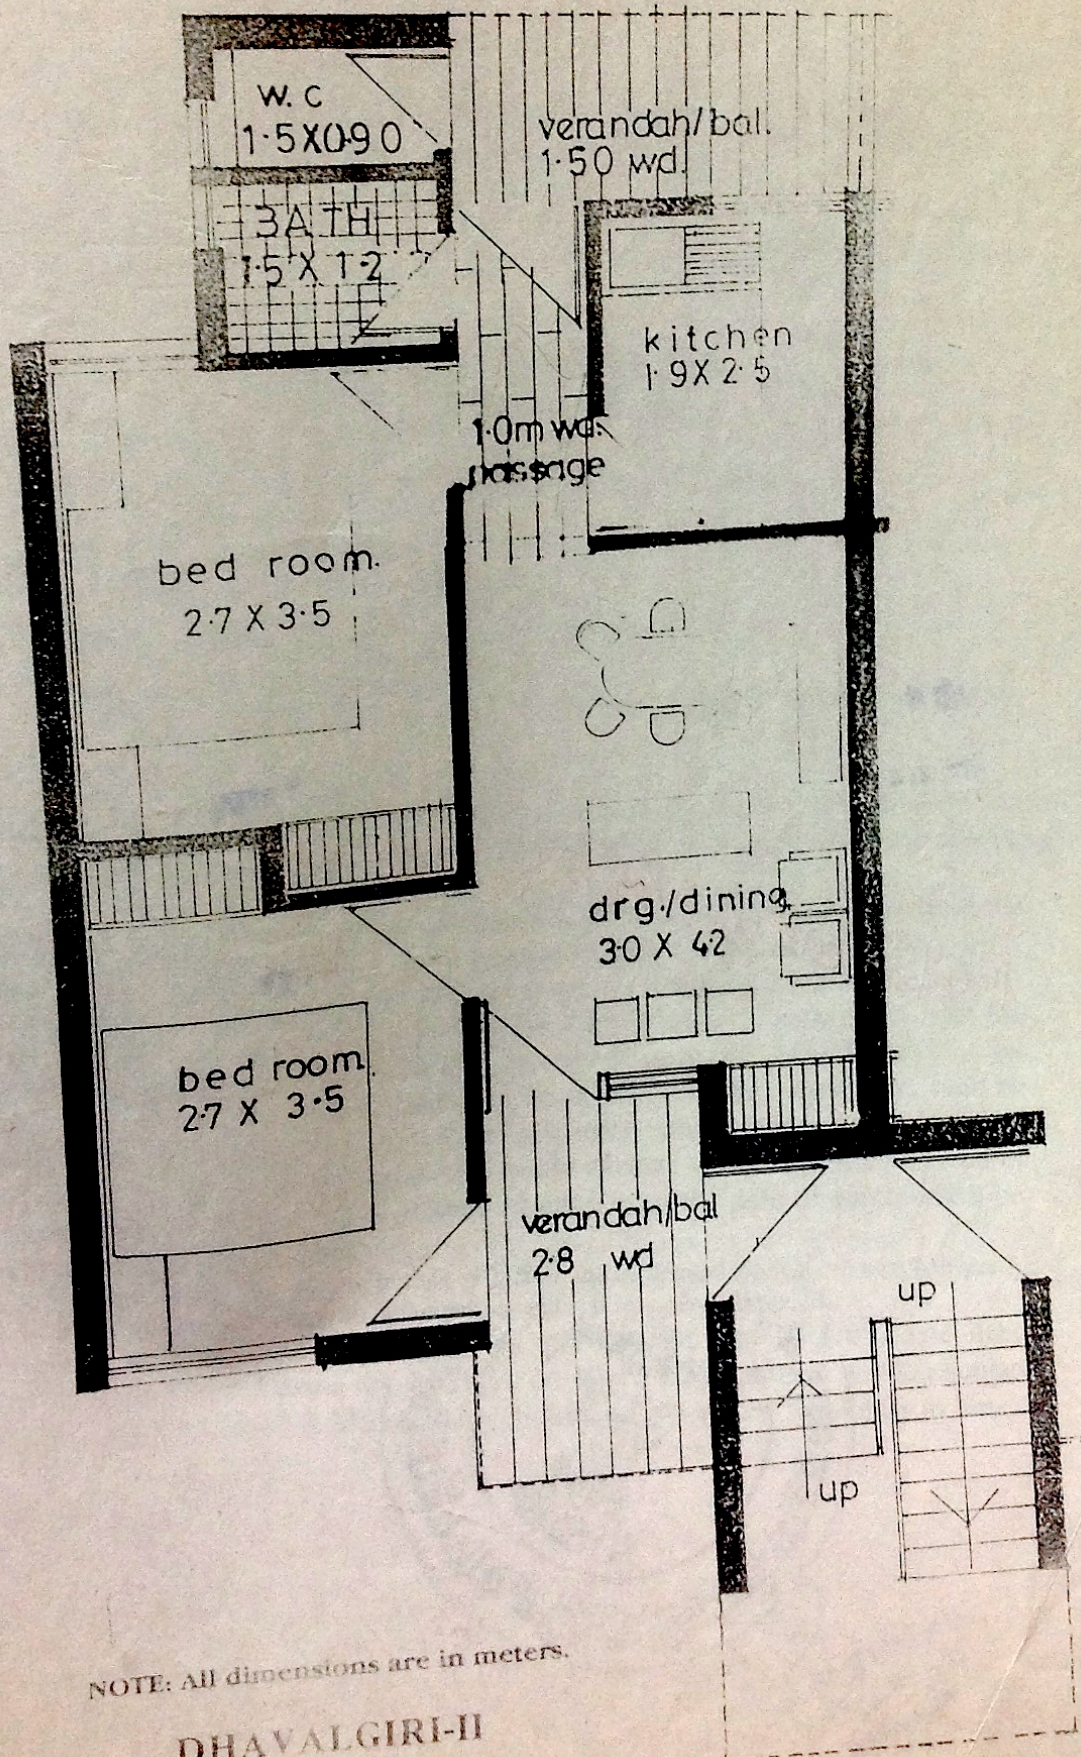 w.c
1.5X0.90
verandah/bal.
1.50 wd.
BATH
1.5 X 1.2
kitchen
1.9X2.5
1.0m wd.
passage
bed room.
2.7 X 3.5
drg./dining
3.0 X 4.2
bed room.
2.7 X 3.5
verandah/bal
2.8 wd
up
up
NOTE: All dimensions are in meters.
DHAVALGIRI-II